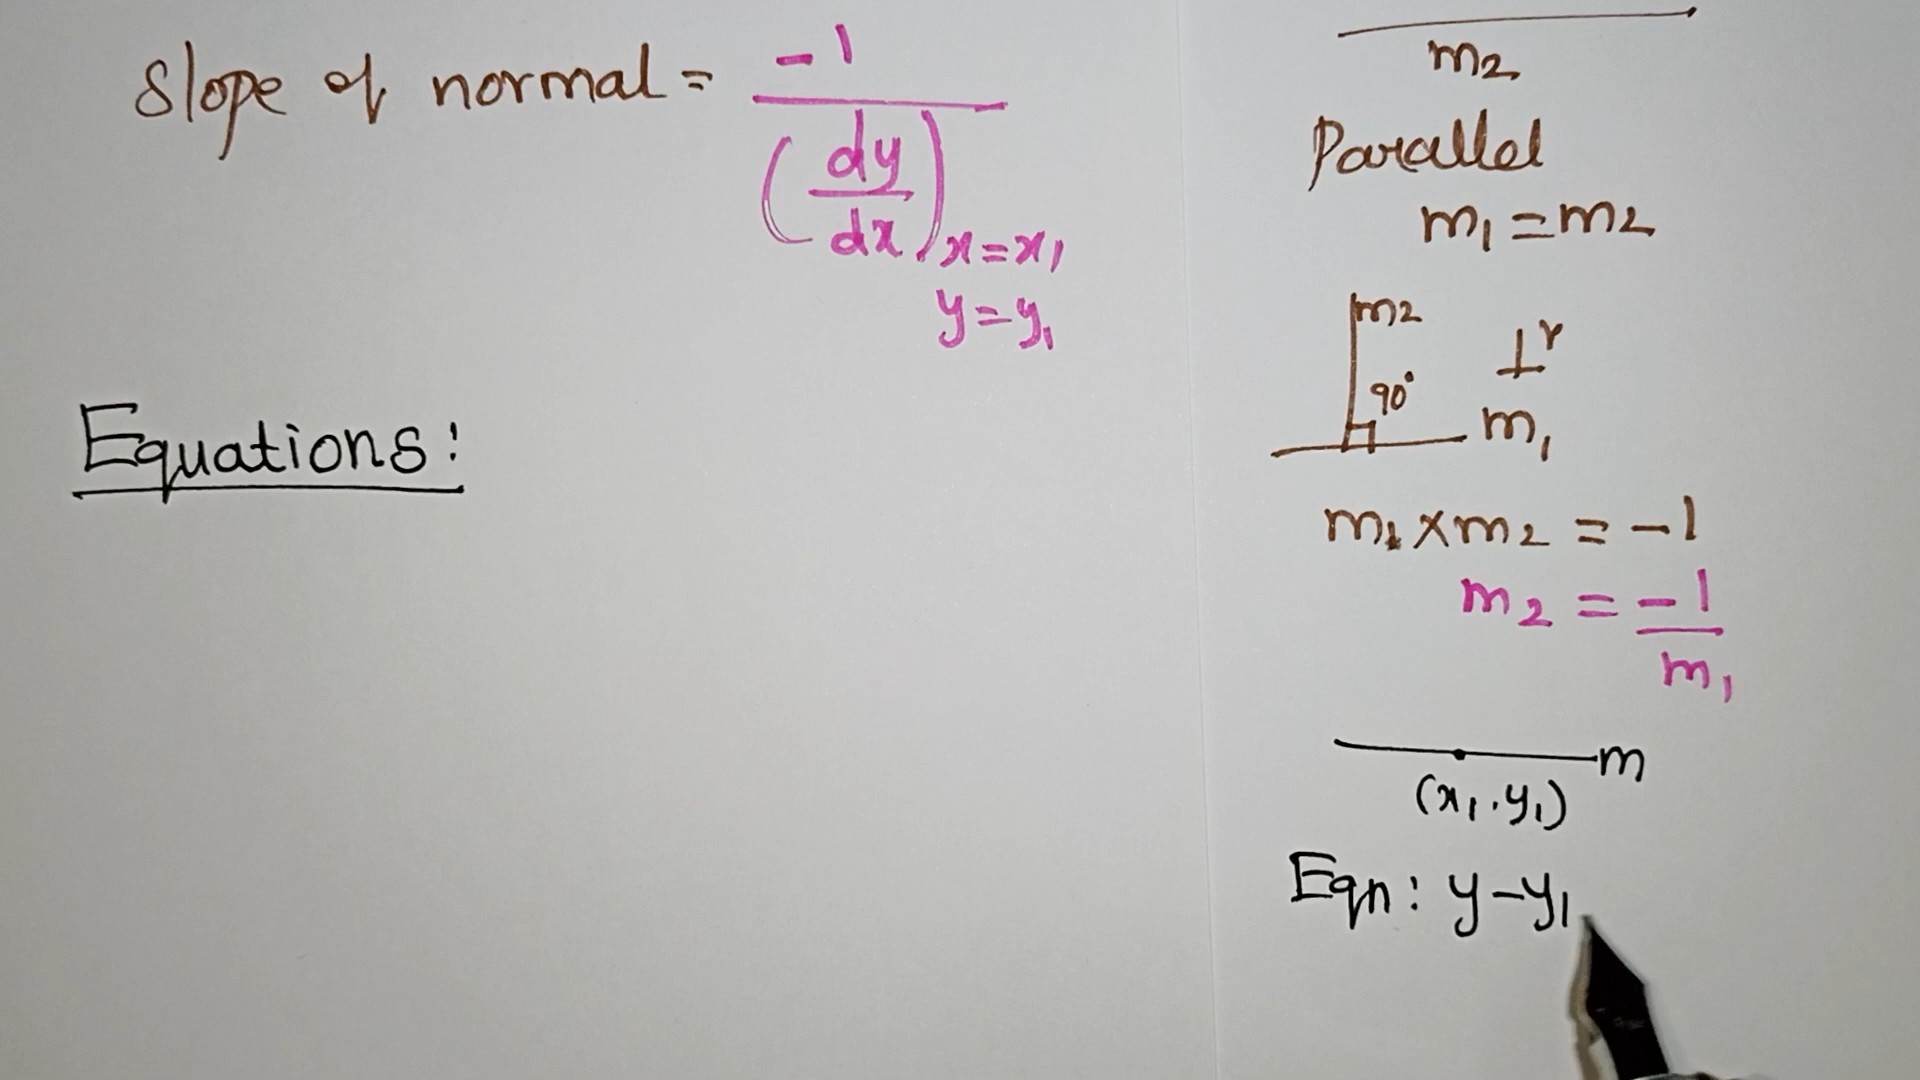 Slope of normal = -1
(dy/dx) x=x1
y=y1
Equations:
m2
Parallel
m1=m2
m2
90°
⊥r
m1
m1×m2 = -1
m2 = -1/m1
m
(x1,y1)
Eqn: y-y1